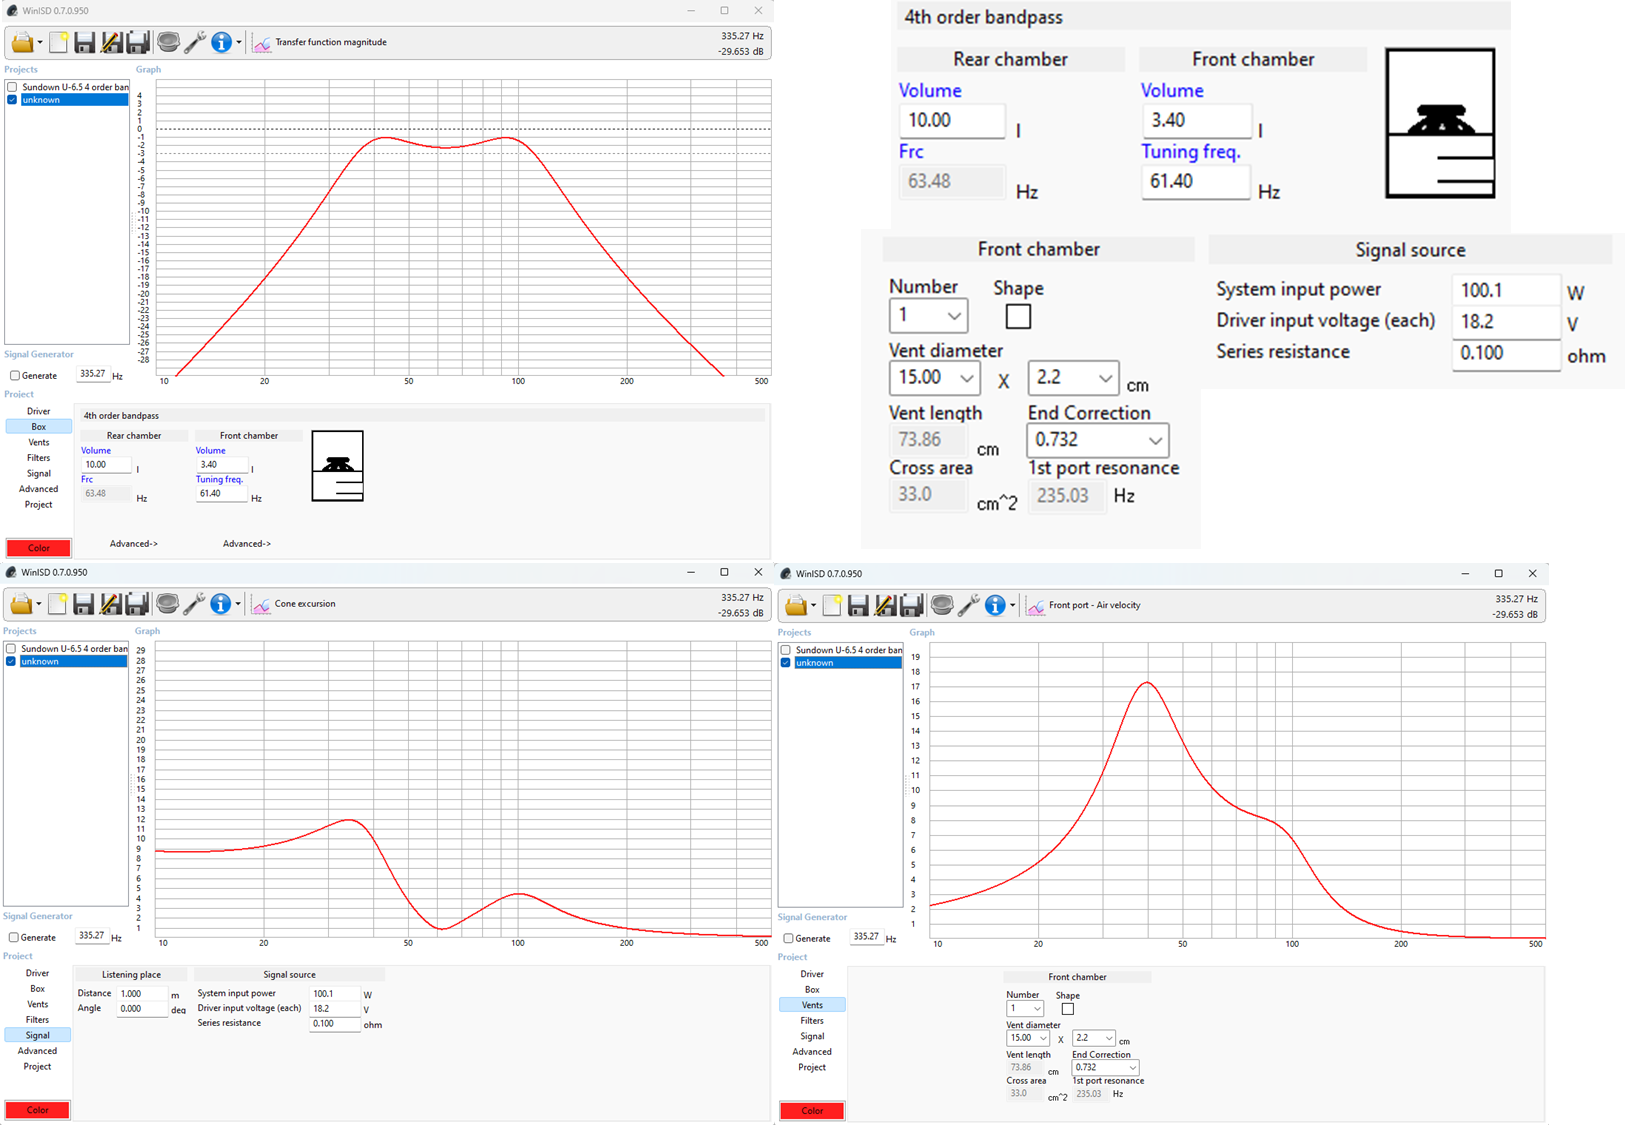 WinISD 0.7.0.950
Transfer function magnitude
335.27 Hz
-29.653 dB
Projects
Graph
Sundown U-6.5 4 order ban
unknown
4
3
2
1
0
-1
-2
-3
-4
-5
-6
-7
-8
-9
-10
-11
-12
-13
-14
-15
-16
-17
-18
-19
-20
-21
-22
-23
-24
-25
-26
-27
-28
10 20 50 100 200 500
Signal Generator
Generate 335.27 Hz
Project
Driver
Box
Vents
Filters
Signal
Advanced
Project
Color
4th order bandpass
Rear chamber Front chamber
Volume Volume
10.00 l 3.40 l
Frc Tuning freq.
63.48 Hz 61.40 Hz
Advanced-> Advanced->
4th order bandpass
Rear chamber Front chamber
Volume Volume
10.00 l 3.40 l
Frc Tuning freq.
63.48 Hz 61.40 Hz
Front chamber
Number Shape
1
Vent diameter
15.00 X 2.2 cm
Vent length End Correction
73.86 cm 0.732
Cross area 1st port resonance
33.0 cm^2 235.03 Hz
Signal source
System input power 100.1 W
Driver input voltage (each) 18.2 V
Series resistance 0.100 ohm
WinISD 0.7.0.950
Cone excursion
335.27 Hz
-29.653 dB
Projects
Graph
Sundown U-6.5 4 order ban
unknown
29
28
27
26
25
24
23
22
21
20
19
18
17
16
15
14
13
12
11
10
9
8
7
6
5
4
3
2
1
10 20 50 100 200 500
Signal Generator
Generate 335.27 Hz
Project
Driver
Box
Vents
Filters
Signal
Advanced
Project
Color
Listening place Signal source
Distance 1.000 m System input power 100.1 W
Angle 0.000 deg Driver input voltage (each) 18.2 V
Series resistance 0.100 ohm
WinISD 0.7.0.950
Front port - Air velocity
335.27 Hz
-29.653 dB
Projects
Graph
Sundown U-6.5 4 order ban
unknown
19
18
17
16
15
14
13
12
11
10
9
8
7
6
5
4
3
2
1
10 20 50 100 200 500
Signal Generator
Generate 335.27 Hz
Project
Driver
Box
Vents
Filters
Signal
Advanced
Project
Color
Front chamber
Number Shape
1
Vent diameter
15.00 X 2.2 cm
Vent length End Correction
73.86 cm 0.732
Cross area 1st port resonance
33.0 cm^2 235.03 Hz